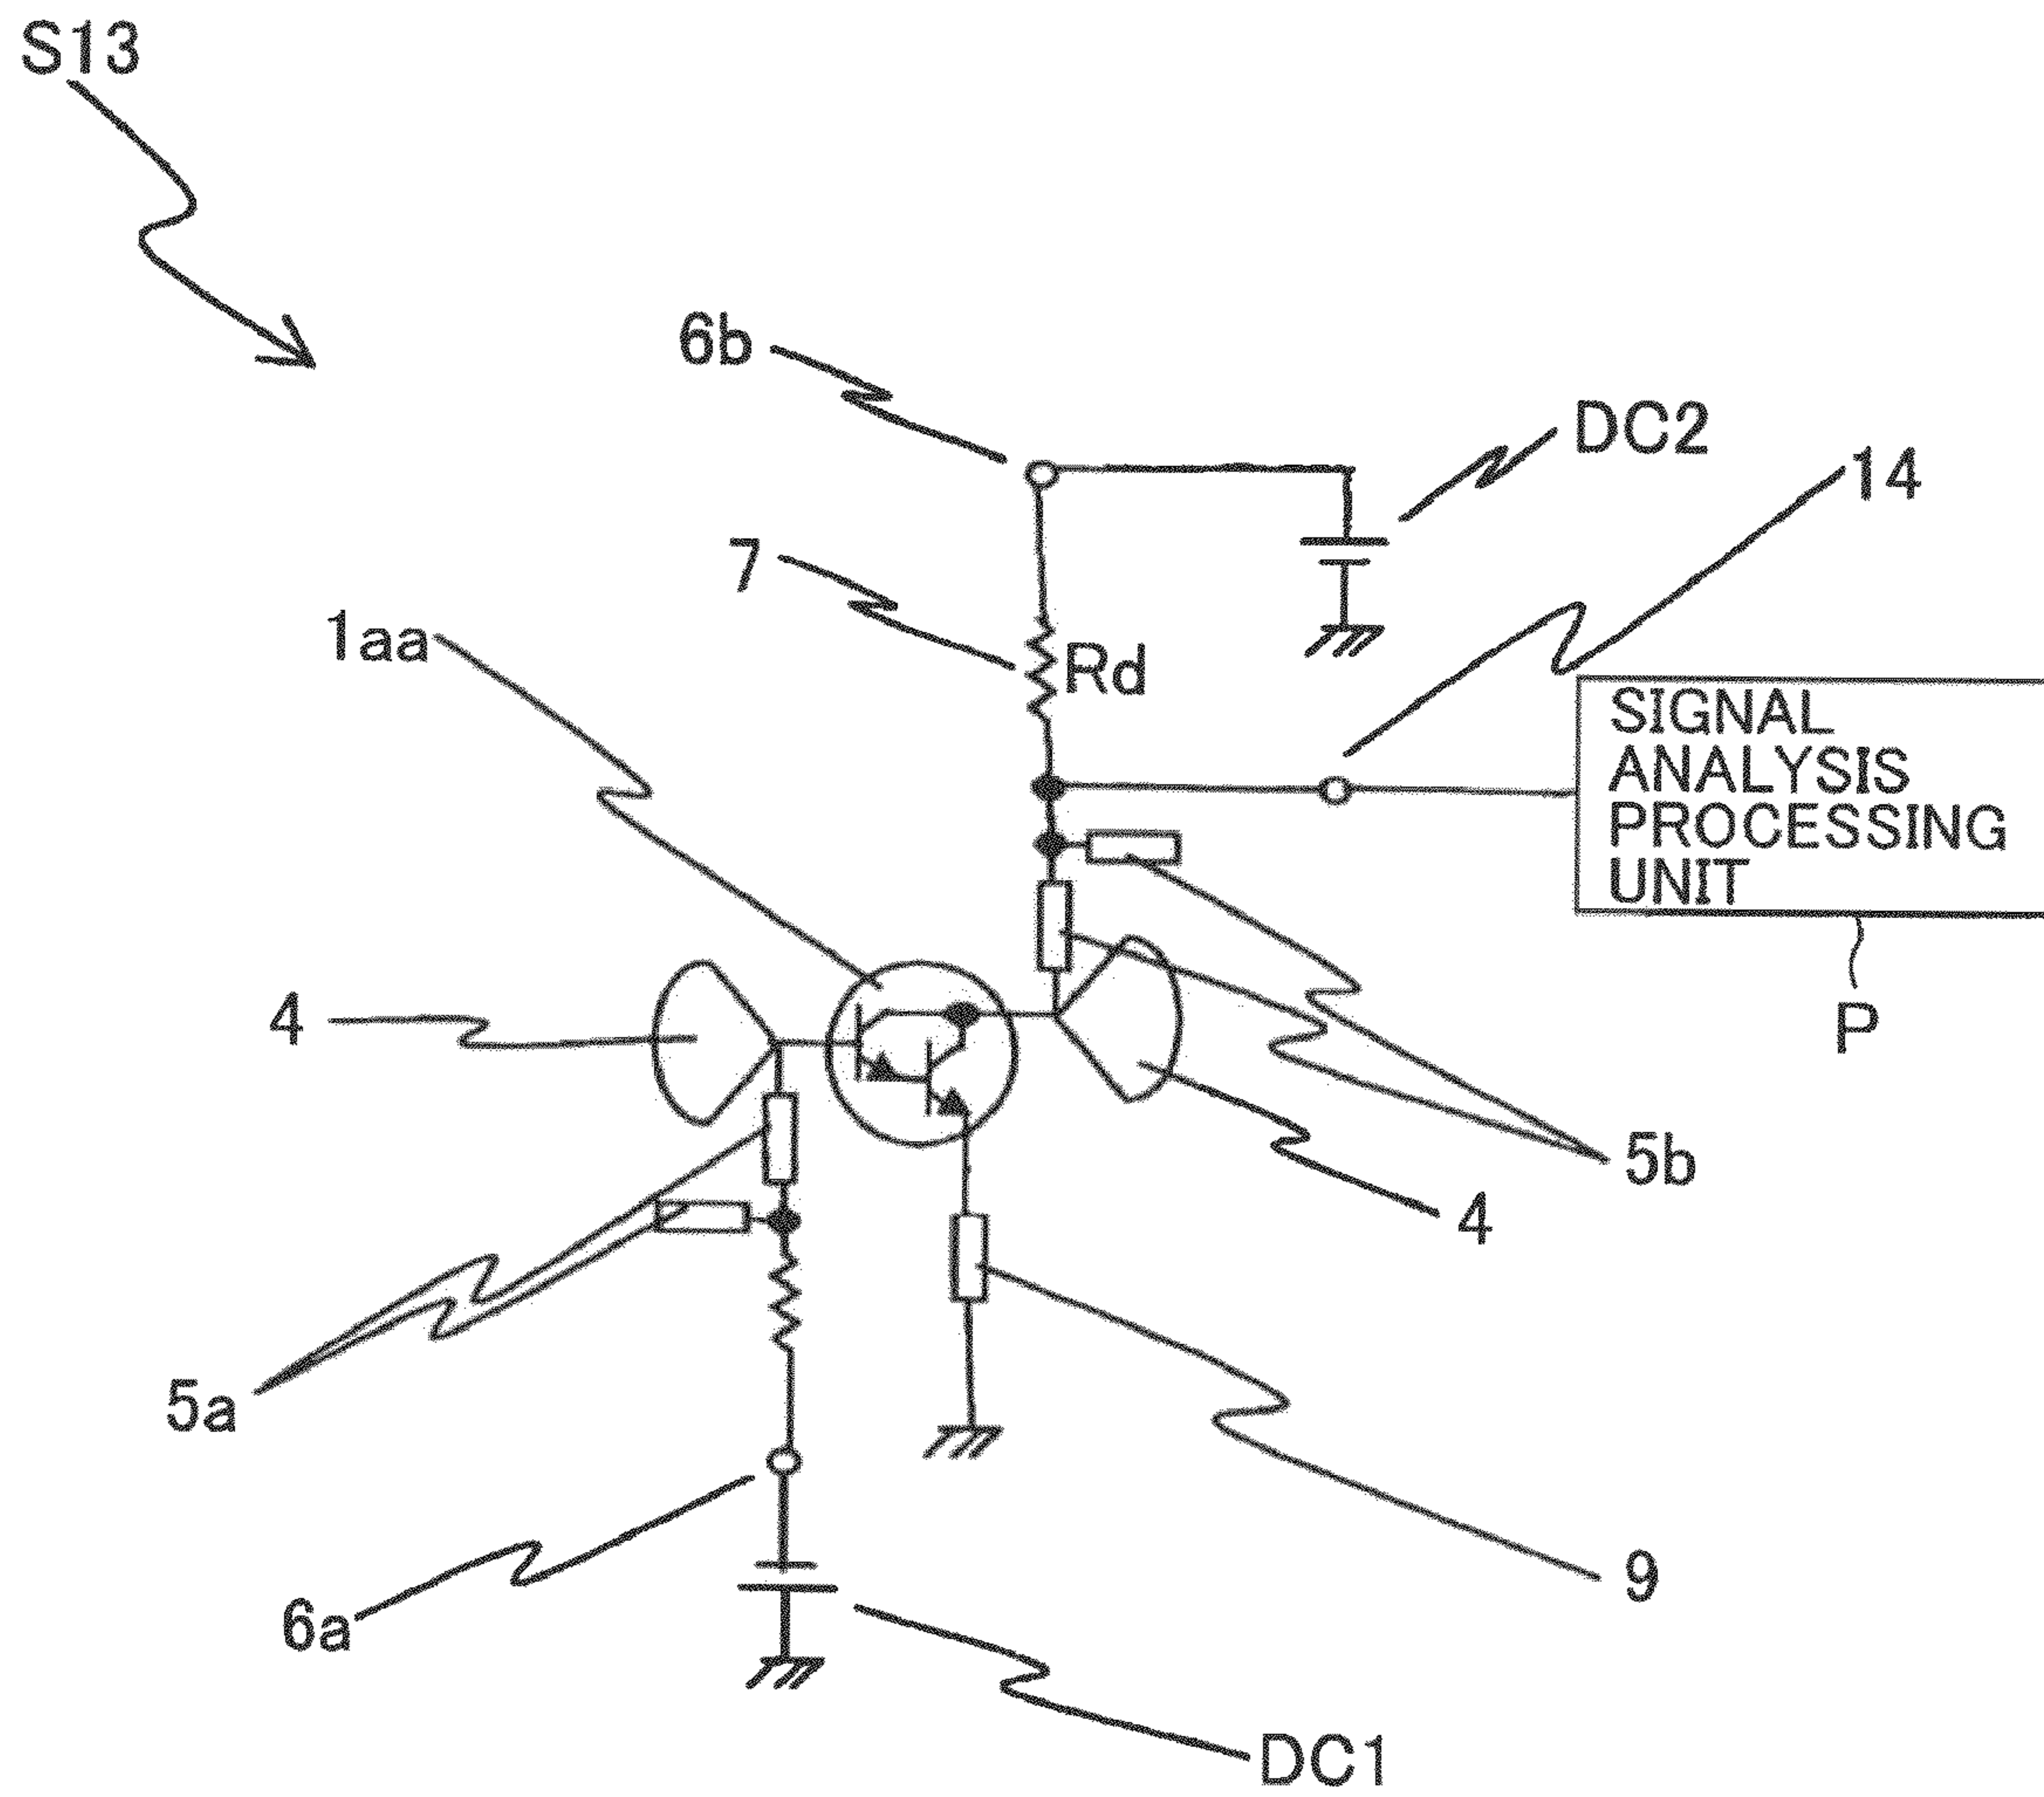 S13
6b
DC2
14
7
1aa
Rd
SIGNAL
ANALYSIS
PROCESSING
UNIT
4
P
5b
4
5a
9
6a
DC1